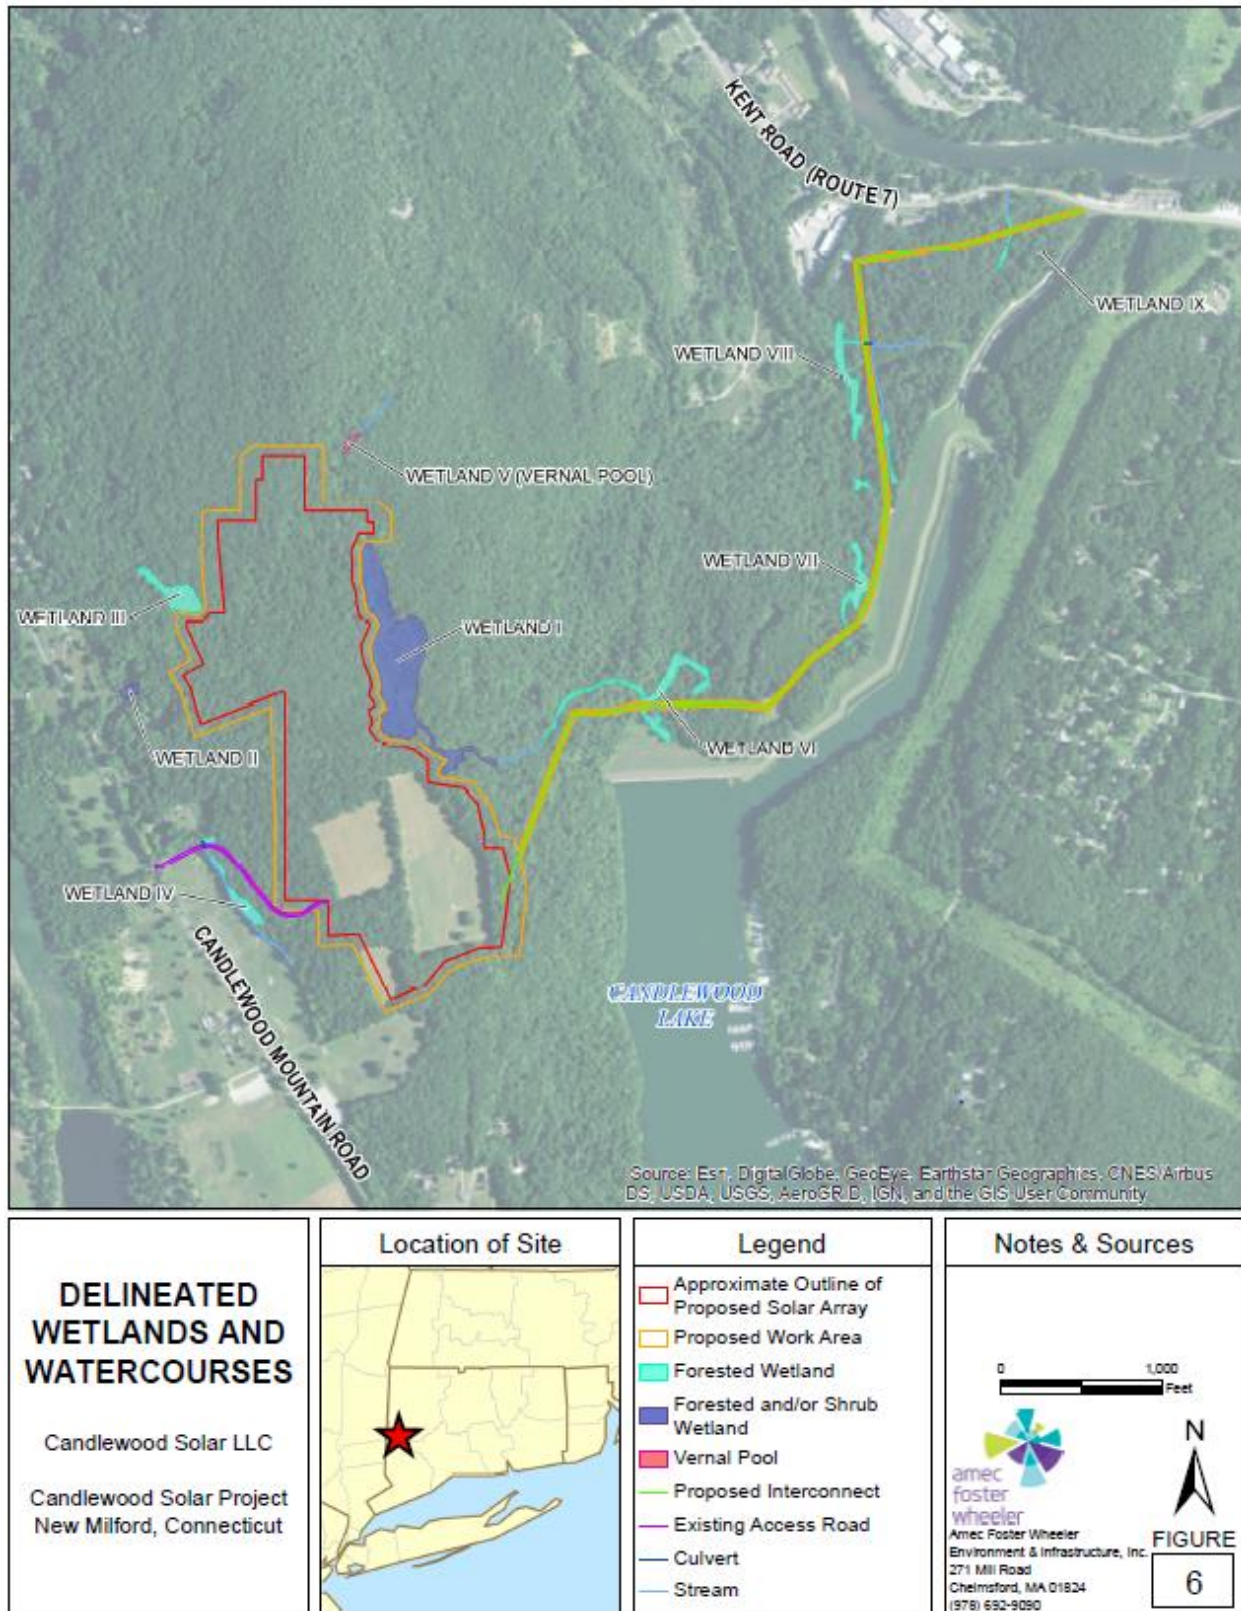 KENT ROAD (ROUTE 7)
WETLAND IX
WETLAND VIII
WETLAND V (VERNAL POOL)
WETLAND VII
WETLAND III
WETLAND I
WETLAND II
WETLAND VI
WETLAND IV
CANDLEWOOD MOUNTAIN ROAD
CANDLEWOOD
LAKE
Source: Esri, DigitalGlobe, GeoEye, Earthstar Geographics, CNES/Airbus
DS, USDA, USGS, AeroGRID, IGN, and the GIS User Community
DELINEATED
WETLANDS AND
WATERCOURSES
Candlewood Solar LLC
Candlewood Solar Project
New Milford, Connecticut
Location of Site
Legend
Approximate Outline of
Proposed Solar Array
Proposed Work Area
Forested Wetland
Forested and/or Shrub
Wetland
Vernal Pool
Proposed Interconnect
Existing Access Road
Culvert
Stream
Notes & Sources
0 1,000
Feet
N
amec
foster
wheeler
Amec Foster Wheeler
Environment & Infrastructure, Inc.
271 Mill Road
Chelmsford, MA 01824
(978) 692-9090
FIGURE
6